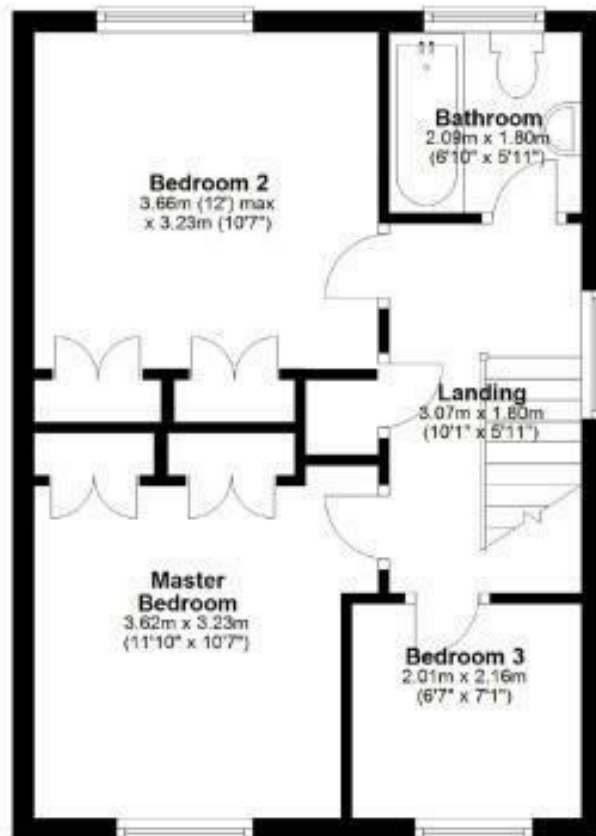 Bathroom
2.09m x 1.80m
(6'10" x 5'11")
Bedroom 2
3.66m (12') max
x 3.23m (10'7")
Landing
3.07m x 1.80m
(10'1" x 5'11")
Master
Bedroom
3.62m x 3.23m
(11'10" x 10'7")
Bedroom 3
2.01m x 2.16m
(6'7" x 7'1")